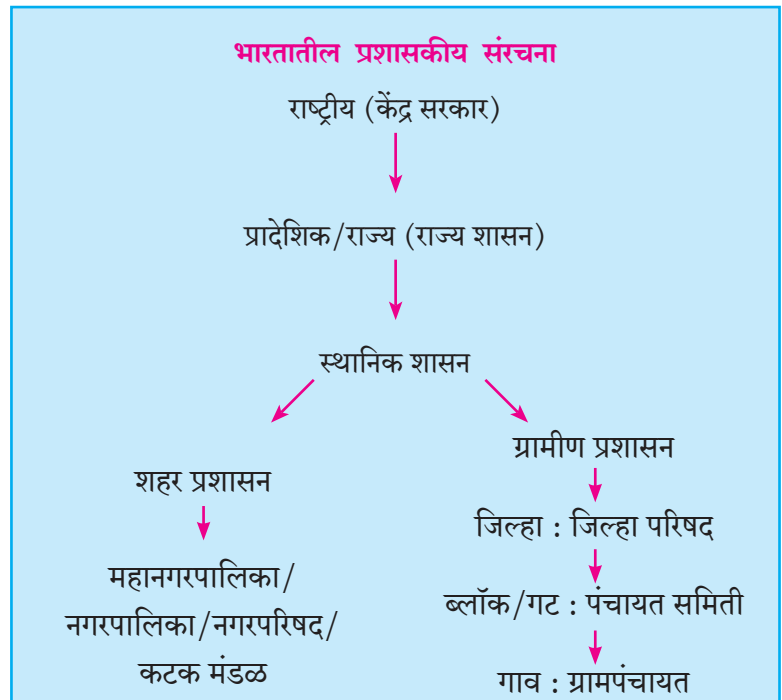 भारतातील प्रशासकीय संरचना
राष्ट्रीय (केंद्र सरकार)
प्रादेशिक/राज्य (राज्य शासन)
स्थानिक शासन
शहर प्रशासन
महानगरपालिका/
नगरपालिका/नगरपरिषद/
कटक मंडळ
ग्रामीण प्रशासन
जिल्हा : जिल्हा परिषद
ब्लॉक/गट : पंचायत समिती
गाव : ग्रामपंचायत